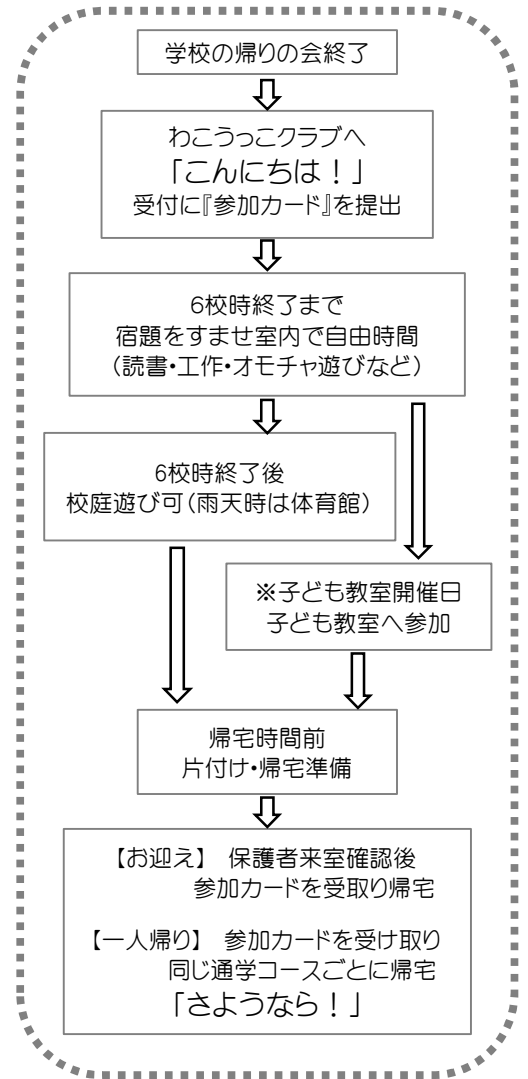 学校の帰りの会終了
わこうっこクラブへ
「こんにちは！」
受付に『参加カード』を提出
6校時終了まで
宿題をすませ室内で自由時間
(読書・工作・オモチャ遊びなど)
6校時終了後
校庭遊び可(雨天時は体育館)
※子ども教室開催日
子ども教室へ参加
帰宅時間前
片付け・帰宅準備
【お迎え】 保護者来室確認後
参加カードを受取り帰宅
【一人帰り】 参加カードを受け取り
同じ通学コースごとに帰宅
「さようなら！」